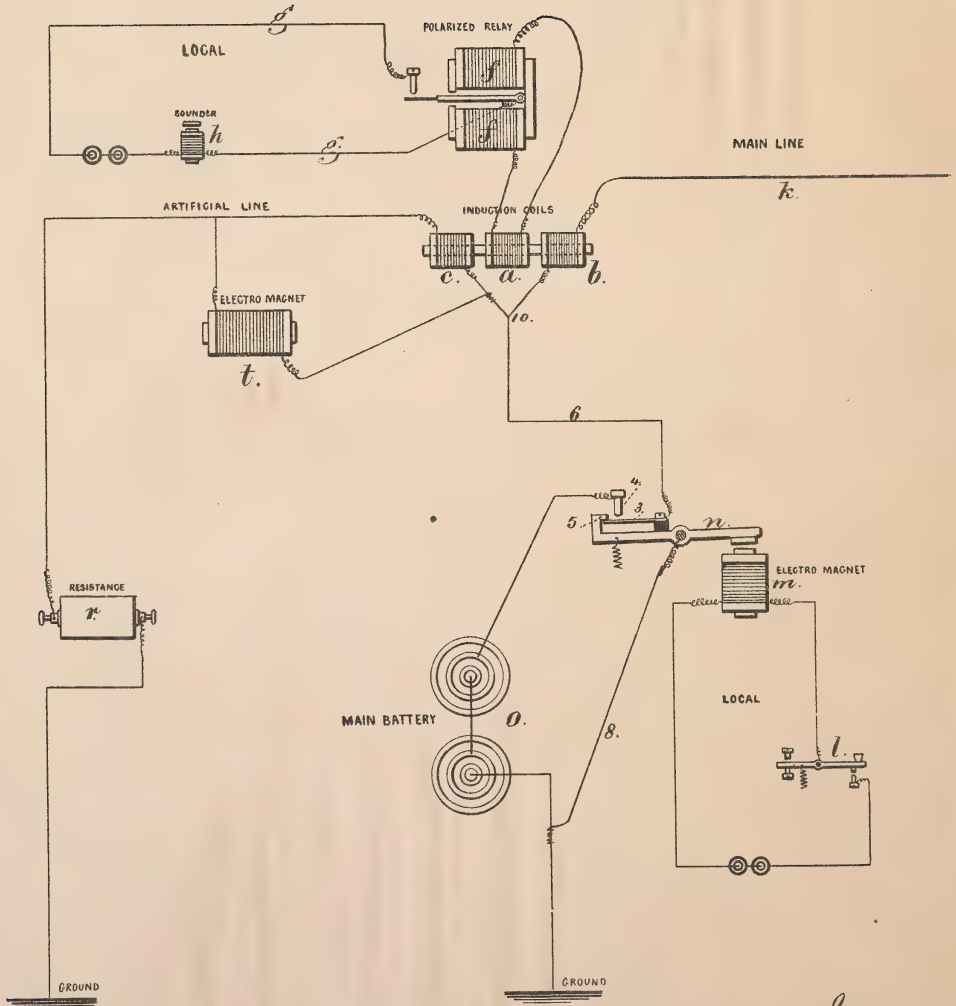 g
POLARIZED RELAY
LOCAL
f
SOUNDER
h
f
g
MAIN LINE
k.
ARTIFICIAL LINE
INDUCTION COILS
c. a. b.
ELECTRO MAGNET
10.
t.
6
4.
5 3. n.
ELECTRO MAGNET
m.
RESISTANCE
r.
LOCAL
MAIN BATTERY o.
8.
l.
GROUND
GROUND